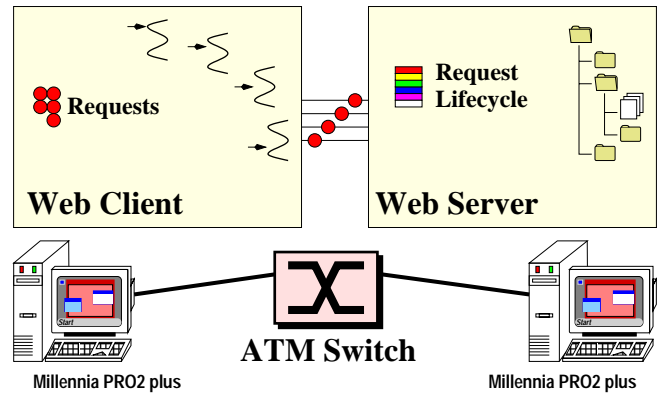 Requests
Request
Lifecycle
Web Client
Web Server
Start
Start
ATM Switch
Millennia PRO2 plus
Millennia PRO2 plus